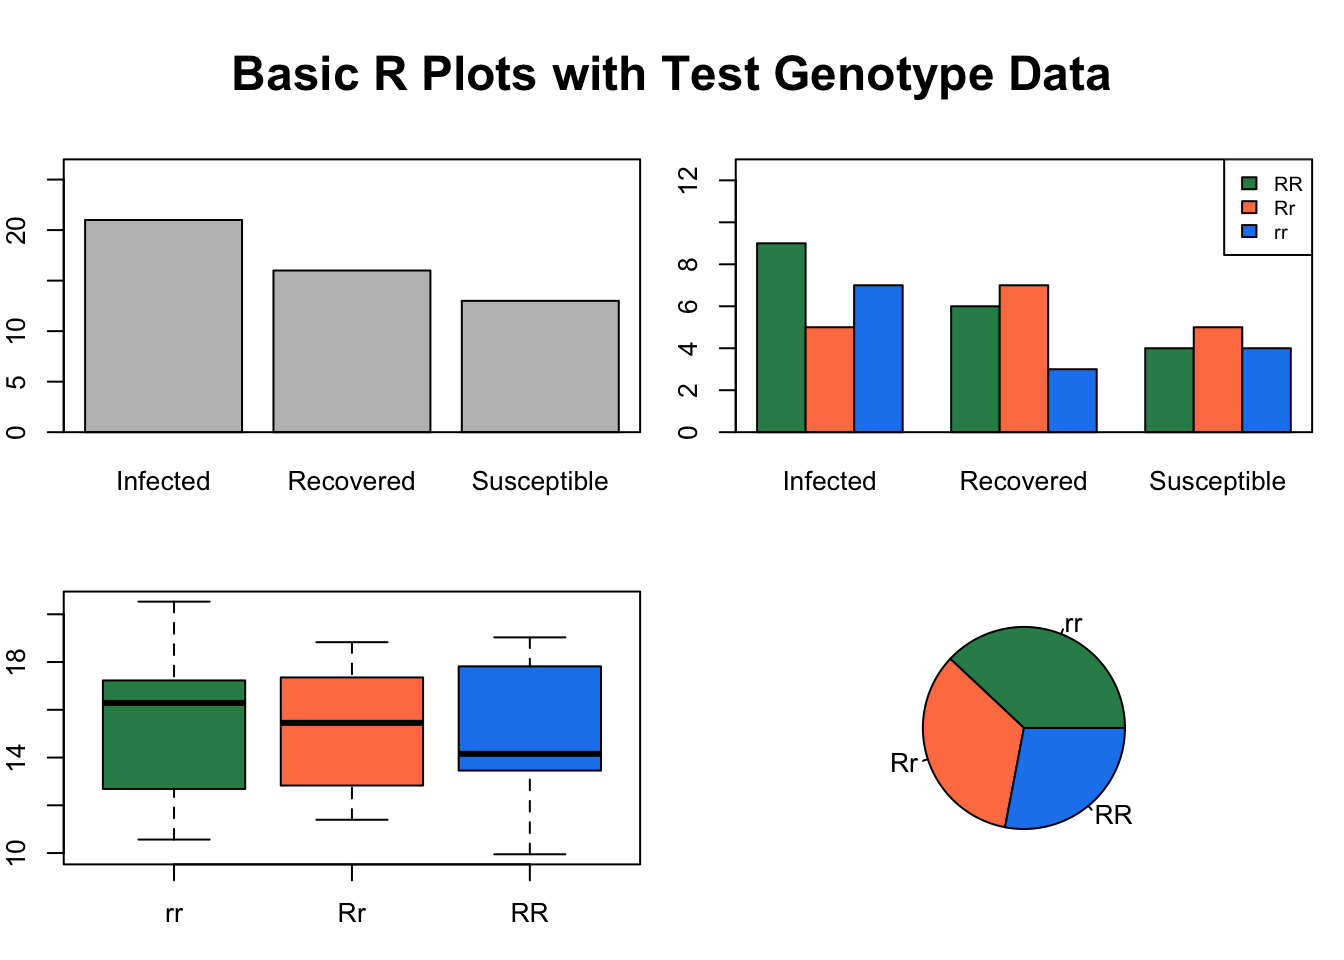 Basic R Plots with Test Genotype Data
20
10
5
0
Infected Recovered Susceptible
12
8
6
4
2
0
RR
Rr
rr
Infected Recovered Susceptible
18
14
10
rr Rr RR
rr
Rr
RR